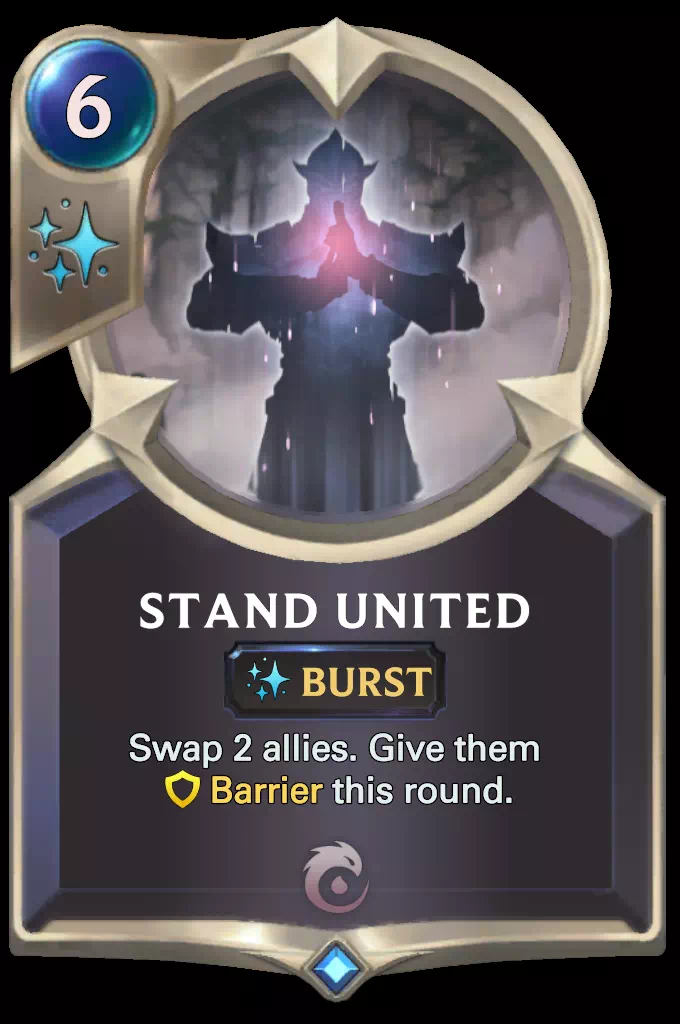 6
STAND UNITED
BURST
Swap 2 allies. Give them
Barrier this round.